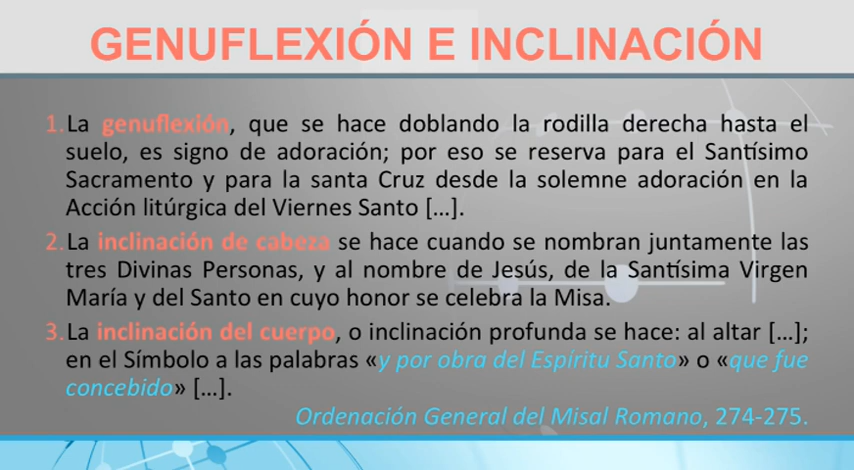 GENUFLEXIÓN E INCLINACIÓN
1. La genuflexión, que se hace doblando la rodilla derecha hasta el
suelo, es signo de adoración; por eso se reserva para el Santísimo
Sacramento y para la santa Cruz desde la solemne adoración en la
Acción litúrgica del Viernes Santo [...].
2. La inclinación de cabeza se hace cuando se nombran juntamente las
tres Divinas Personas, y al nombre de Jesús, de la Santísima Virgen
María y del Santo en cuyo honor se celebra la Misa.
3. La inclinación del cuerpo, o inclinación profunda se hace: al altar [...];
en el Símbolo a las palabras «y por obra del Espíritu Santo» o «que fue
concebido» [...].
Ordenación General del Misal Romano, 274-275.